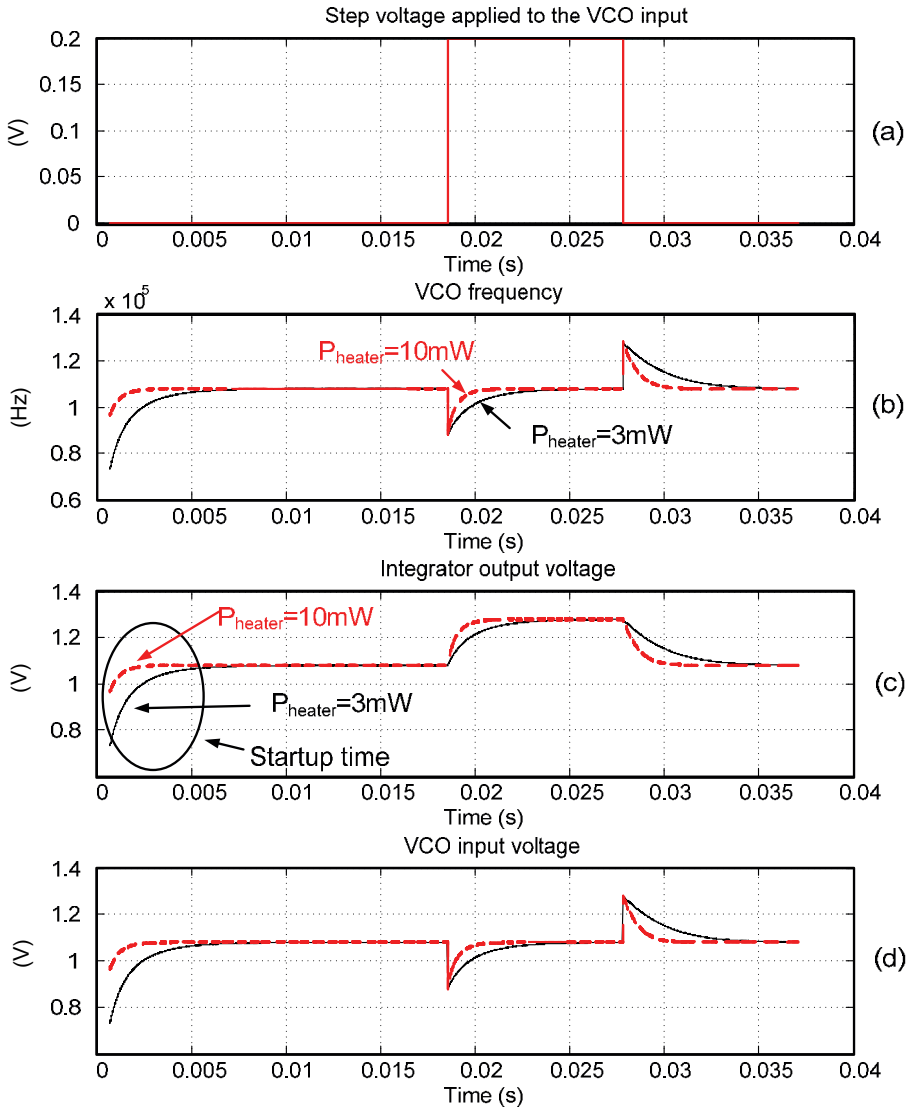 Step voltage applied to the VCO input
0.2
0.15
0.1
0.05
0
(V)
0 0.005 0.01 0.015 0.02 0.025 0.03 0.035 0.04
Time (s)
(a)
x 10^5
VCO frequency
1.4
1.2
1
0.8
0.6
(Hz)
P_heater=10mW
P_heater=3mW
0 0.005 0.01 0.015 0.02 0.025 0.03 0.035 0.04
Time (s)
(b)
Integrator output voltage
1.4
1.2
1
0.8
(V)
P_heater=10mW
P_heater=3mW
Startup time
0 0.005 0.01 0.015 0.02 0.025 0.03 0.035 0.04
Time (s)
(c)
VCO input voltage
1.4
1.2
1
0.8
(V)
0 0.005 0.01 0.015 0.02 0.025 0.03 0.035 0.04
Time (s)
(d)